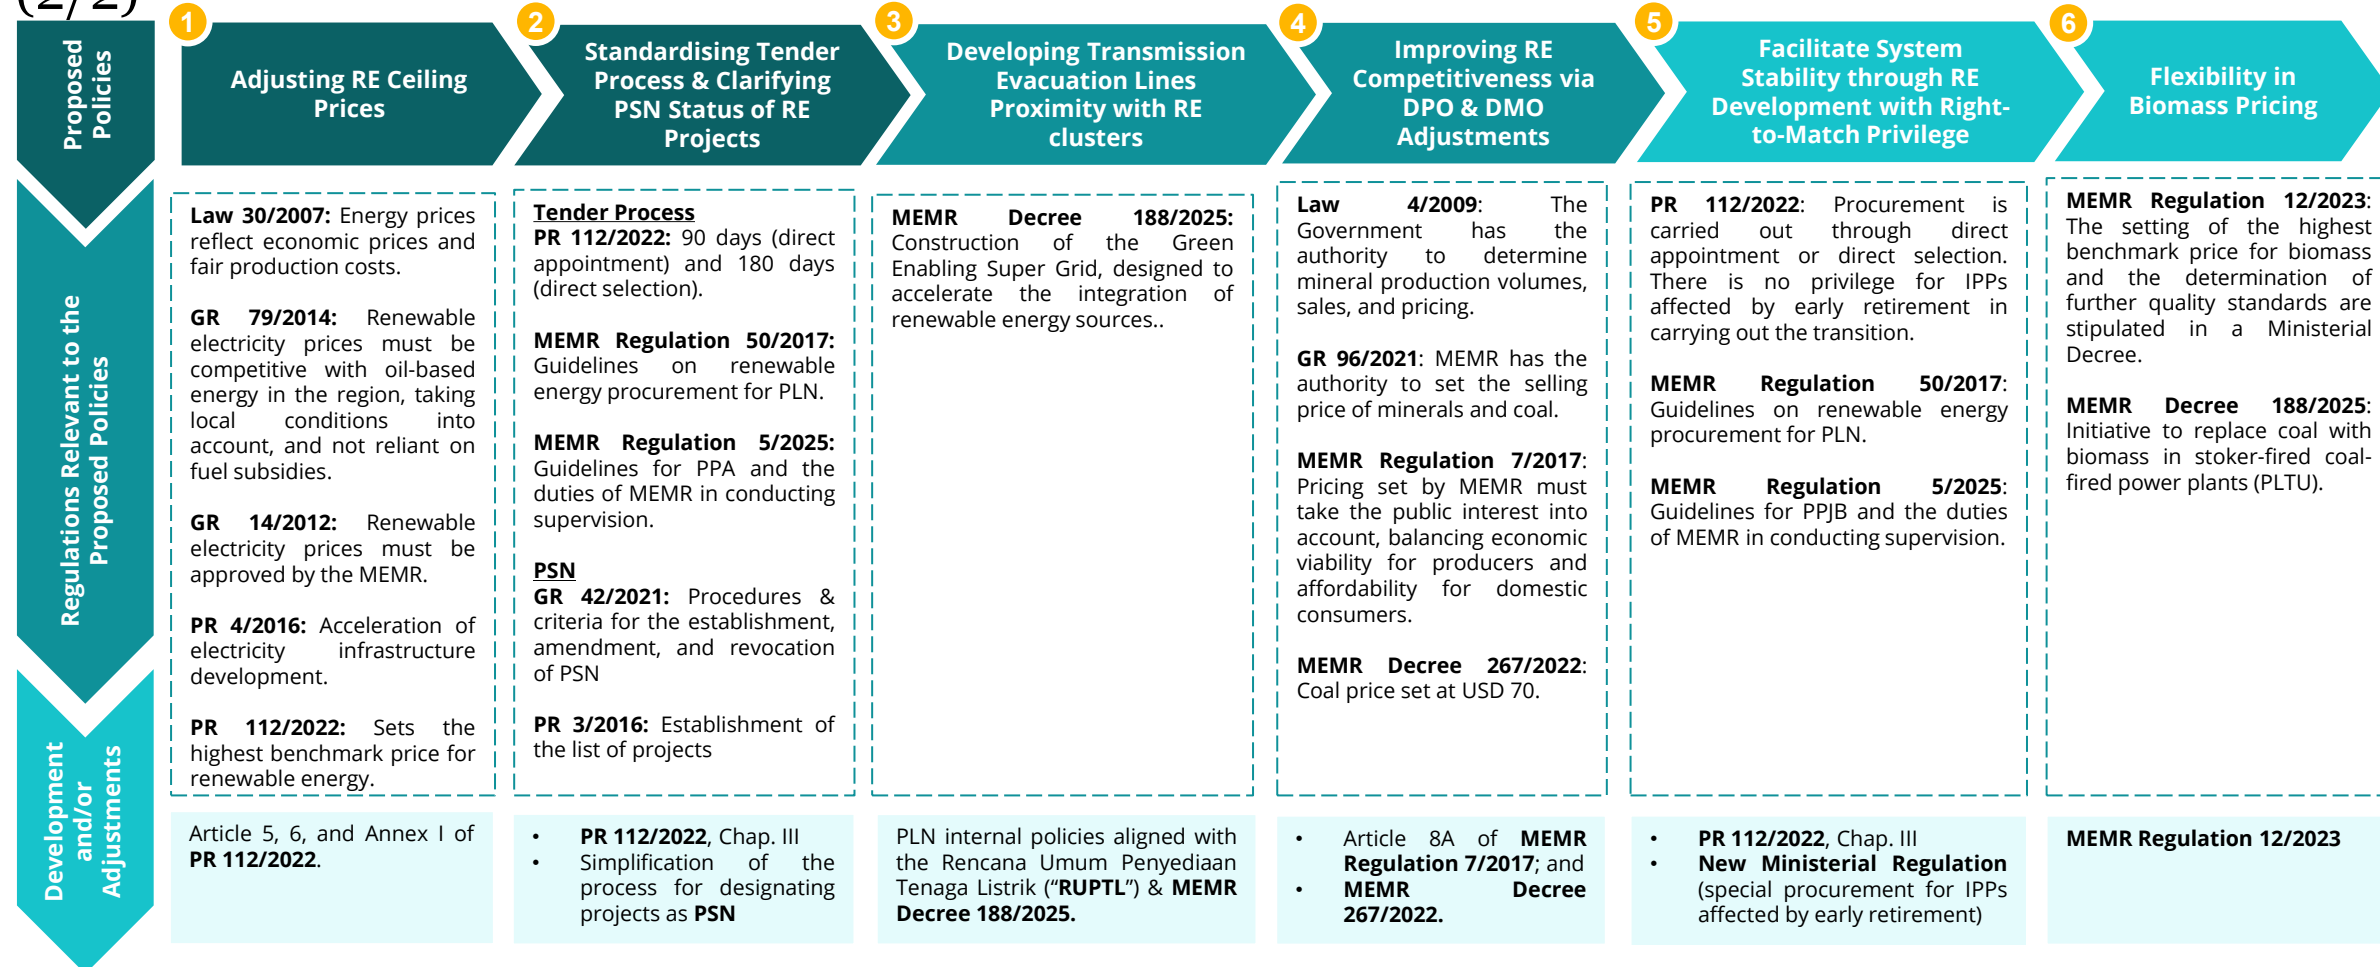 (2/2)
Proposed
Policies
1
Adjusting RE Ceiling
Prices
2
Standardising Tender
Process & Clarifying
PSN Status of RE
Projects
3
Developing Transmission
Evacuation Lines
Proximity with RE
clusters
4
Improving RE
Competitiveness via
DPO & DMO
Adjustments
5
Facilitate System
Stability through RE
Development with Right-
to-Match Privilege
6
Flexibility in
Biomass Pricing
Regulations Relevant to the
Proposed Policies
Law 30/2007: Energy prices
reflect economic prices and
fair production costs.
GR 79/2014: Renewable
electricity prices must be
competitive with oil-based
energy in the region, taking
local conditions into
account, and not reliant on
fuel subsidies.
GR 14/2012: Renewable
electricity prices must be
approved by the MEMR.
PR 4/2016: Acceleration of
electricity infrastructure
development.
PR 112/2022: Sets the
highest benchmark price for
renewable energy.
Tender Process
PR 112/2022: 90 days (direct
appointment) and 180 days
(direct selection).
MEMR Regulation 50/2017:
Guidelines on renewable
energy procurement for PLN.
MEMR Regulation 5/2025:
Guidelines for PPA and the
duties of MEMR in conducting
supervision.
PSN
GR 42/2021: Procedures &
criteria for the establishment,
amendment, and revocation
of PSN
PR 3/2016: Establishment of
the list of projects
MEMR Decree 188/2025:
Construction of the Green
Enabling Super Grid, designed to
accelerate the integration of
renewable energy sources..
Law 4/2009: The
Government has the
authority to determine
mineral production volumes,
sales, and pricing.
GR 96/2021: MEMR has the
authority to set the selling
price of minerals and coal.
MEMR Regulation 7/2017:
Pricing set by MEMR must
take the public interest into
account, balancing economic
viability for producers and
affordability for domestic
consumers.
MEMR Decree 267/2022:
Coal price set at USD 70.
PR 112/2022: Procurement is
carried out through direct
appointment or direct selection.
There is no privilege for IPPs
affected by early retirement in
carrying out the transition.
MEMR Regulation 50/2017:
Guidelines on renewable energy
procurement for PLN.
MEMR Regulation 5/2025:
Guidelines for PPJB and the duties
of MEMR in conducting supervision.
MEMR Regulation 12/2023:
The setting of the highest
benchmark price for biomass
and the determination of
further quality standards are
stipulated in a Ministerial
Decree.
MEMR Decree 188/2025:
Initiative to replace coal with
biomass in stoker-fired coal-
fired power plants (PLTU).
Development
and/or
Adjustments
Article 5, 6, and Annex I of
PR 112/2022.
• PR 112/2022, Chap. III
• Simplification of the
process for designating
projects as PSN
PLN internal policies aligned with
the Rencana Umum Penyediaan
Tenaga Listrik (“RUPTL”) & MEMR
Decree 188/2025.
• Article 8A of MEMR
Regulation 7/2017; and
• MEMR Decree
267/2022.
• PR 112/2022, Chap. III
• New Ministerial Regulation
(special procurement for IPPs
affected by early retirement)
MEMR Regulation 12/2023